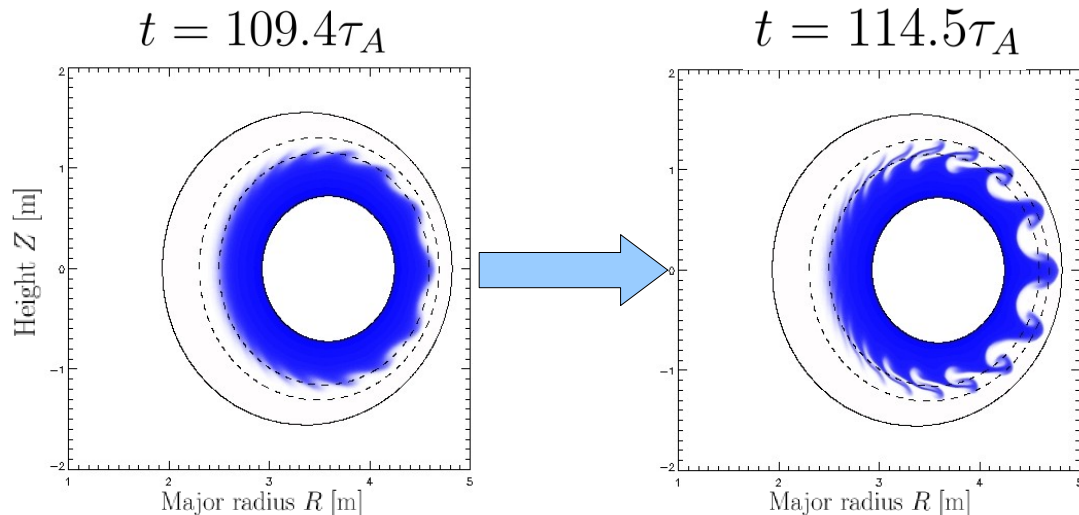 t = 109.4τ_A
t = 114.5τ_A
2
1
0
-1
-2
Height Z [m]
1 2 3 4 5
Major radius R [m]
2
1
0
-1
-2
1 2 3 4 5
Major radius R [m]